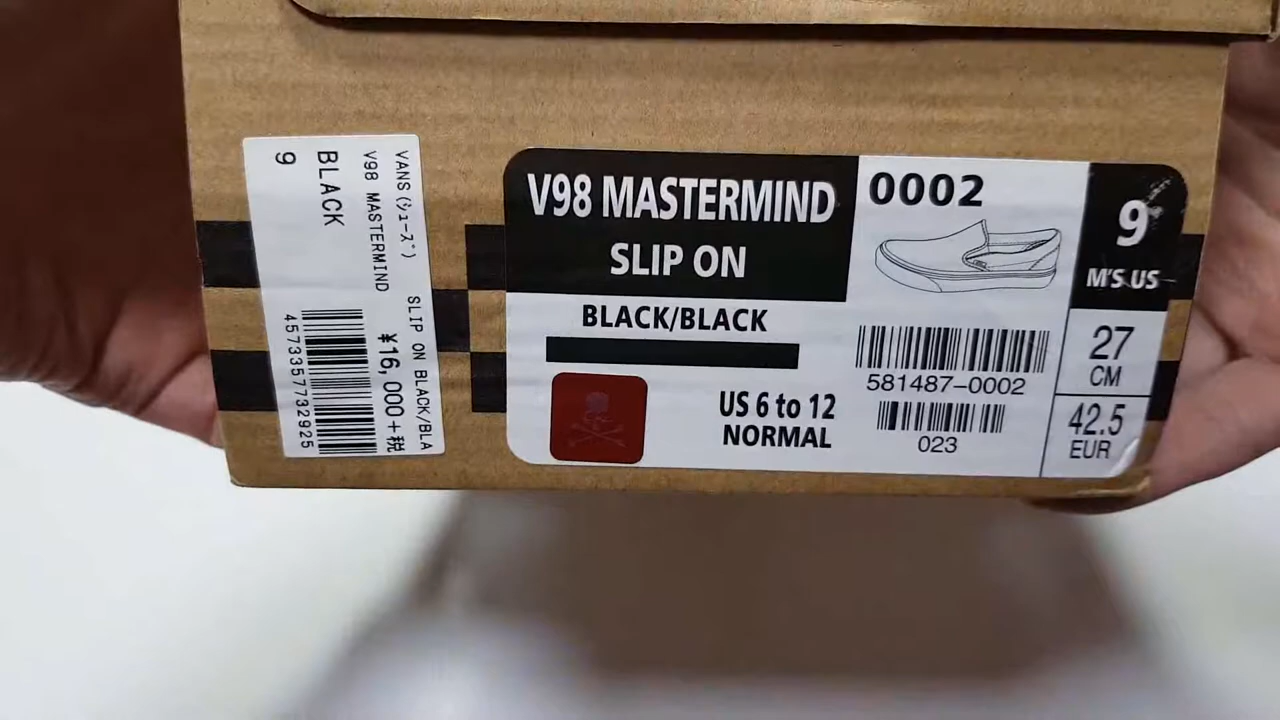 VANS(シューズ) SLIP ON BLACK/BLA
V98 MASTERMIND ¥16,000+税
BLACK
9
4573357732925
V98 MASTERMIND
SLIP ON
BLACK/BLACK
US 6 to 12
NORMAL
0002
581487-0002
023
9
M'S US
27
CM
42.5
EUR